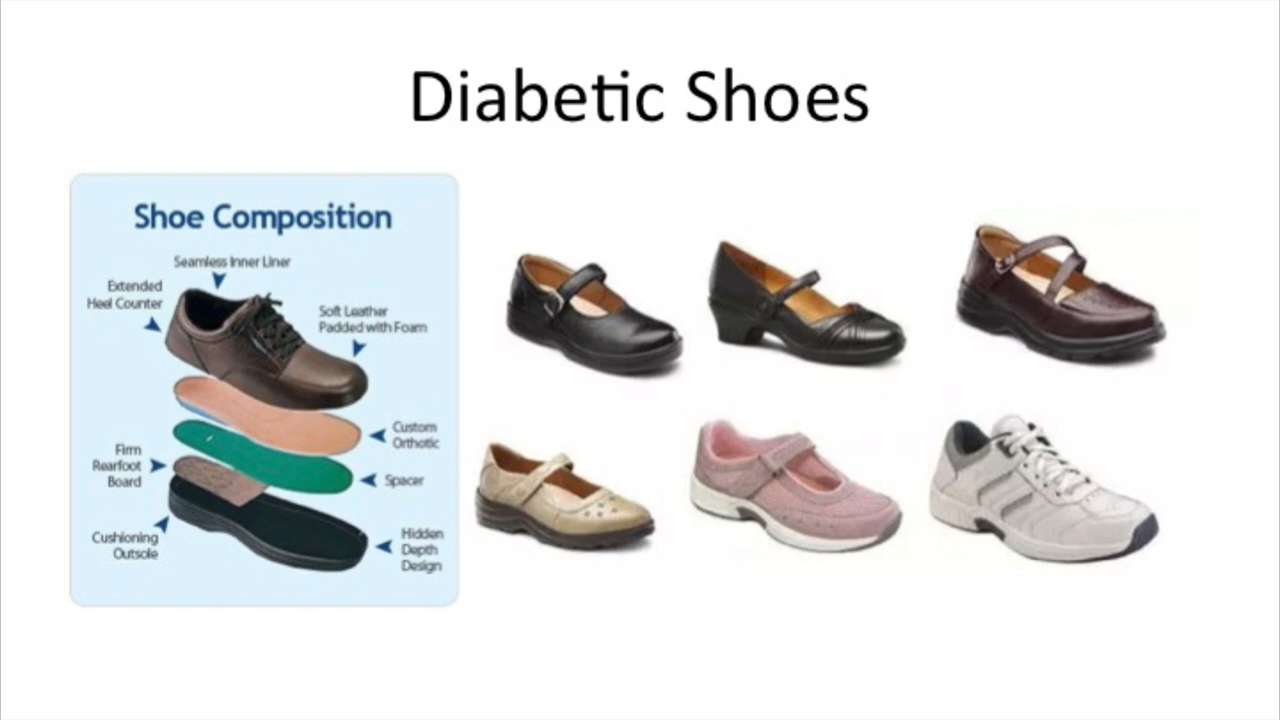 Diabetic Shoes
Shoe Composition
Seamless Inner Liner
Extended
Heel Counter
Soft Leather
Padded with Foam
Custom
Orthotic
Firm
Rearfoot
Board
Spacer
Cushioning
Outsole
Hidden
Depth
Design